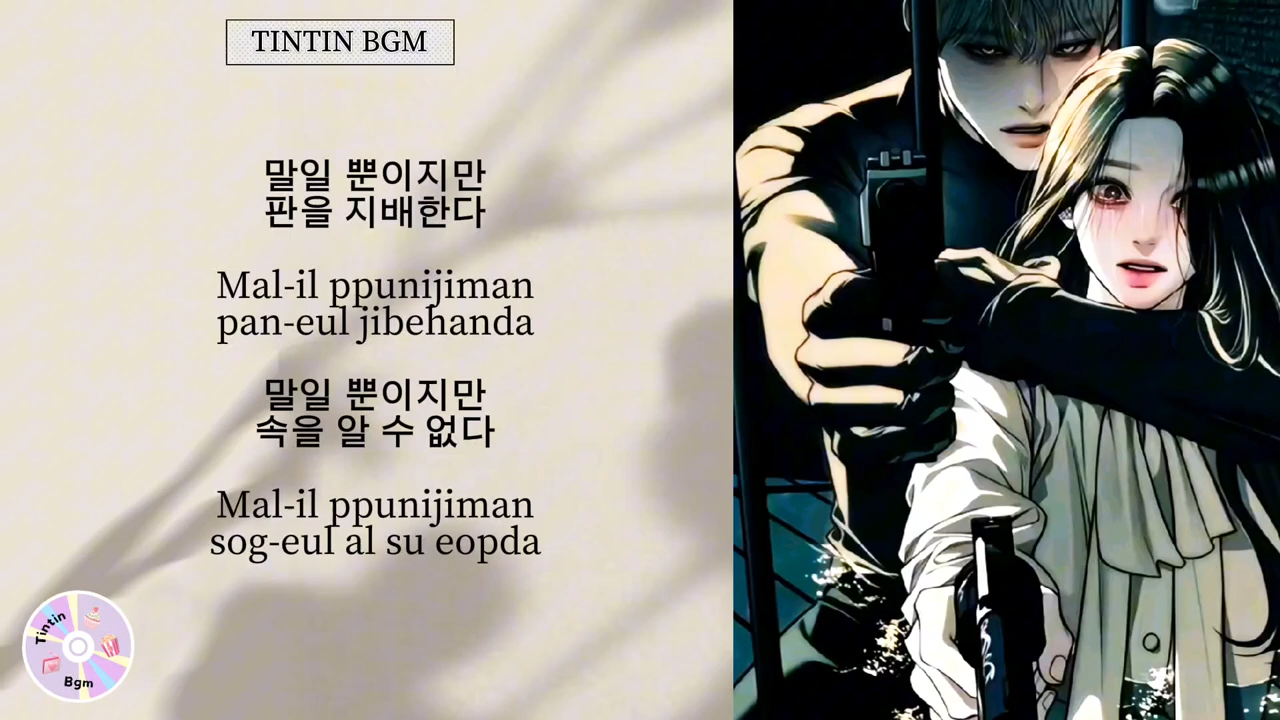 TINTIN BGM
말일 뿐이지만
판을 지배한다
Mal-il ppunijiman
pan-eul jibehanda
말일 뿐이지만
속을 알 수 없다
Mal-il ppunijiman
sog-eul al su eopda
Tintin
Bgm